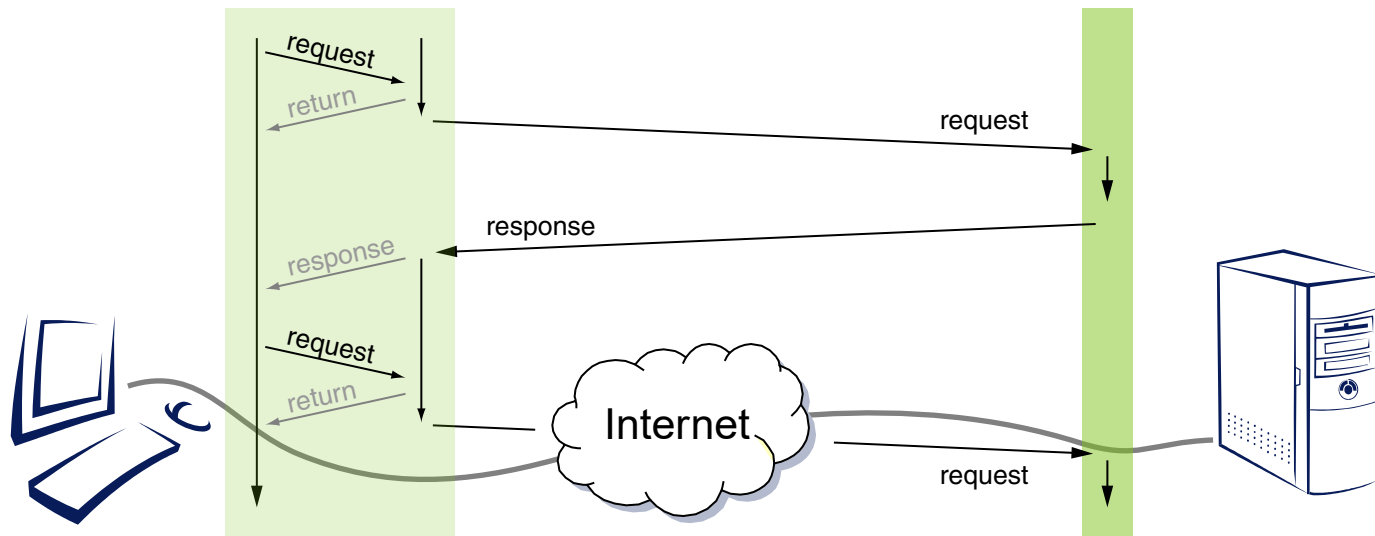 request
return
request
response
response
request
return
Internet
request